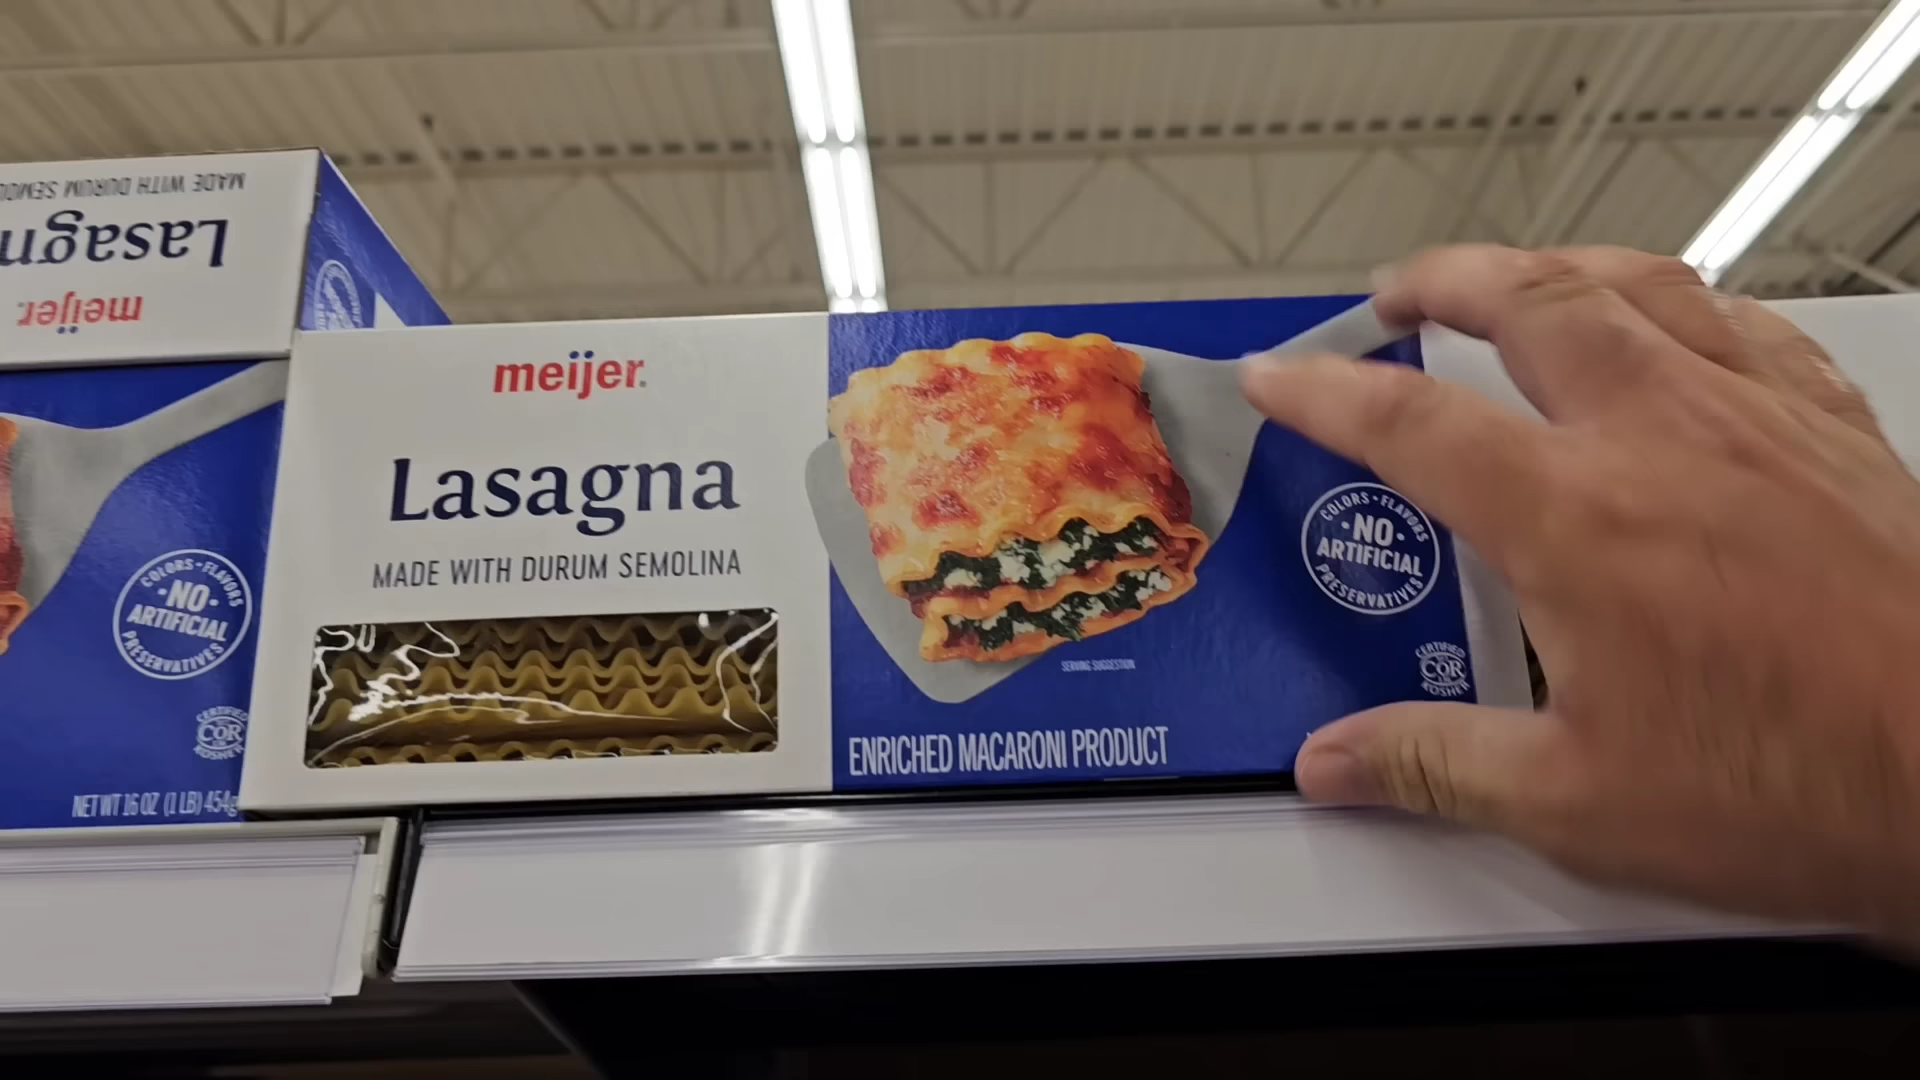 MADE WITH DURUM
Lasagn
meijer
COLORS • FLAVORS
• NO •
ARTIFICIAL
PRESERVATIVES
CERTIFIED
COR
KOSHER
NET WT 16 OZ (1 LB) 454g
meijer
Lasagna
MADE WITH DURUM SEMOLINA
SERVING SUGGESTION
ENRICHED MACARONI PRODUCT
COLORS • FLAVORS
• NO •
ARTIFICIAL
PRESERVATIVES
CERTIFIED
COR
KOSHER